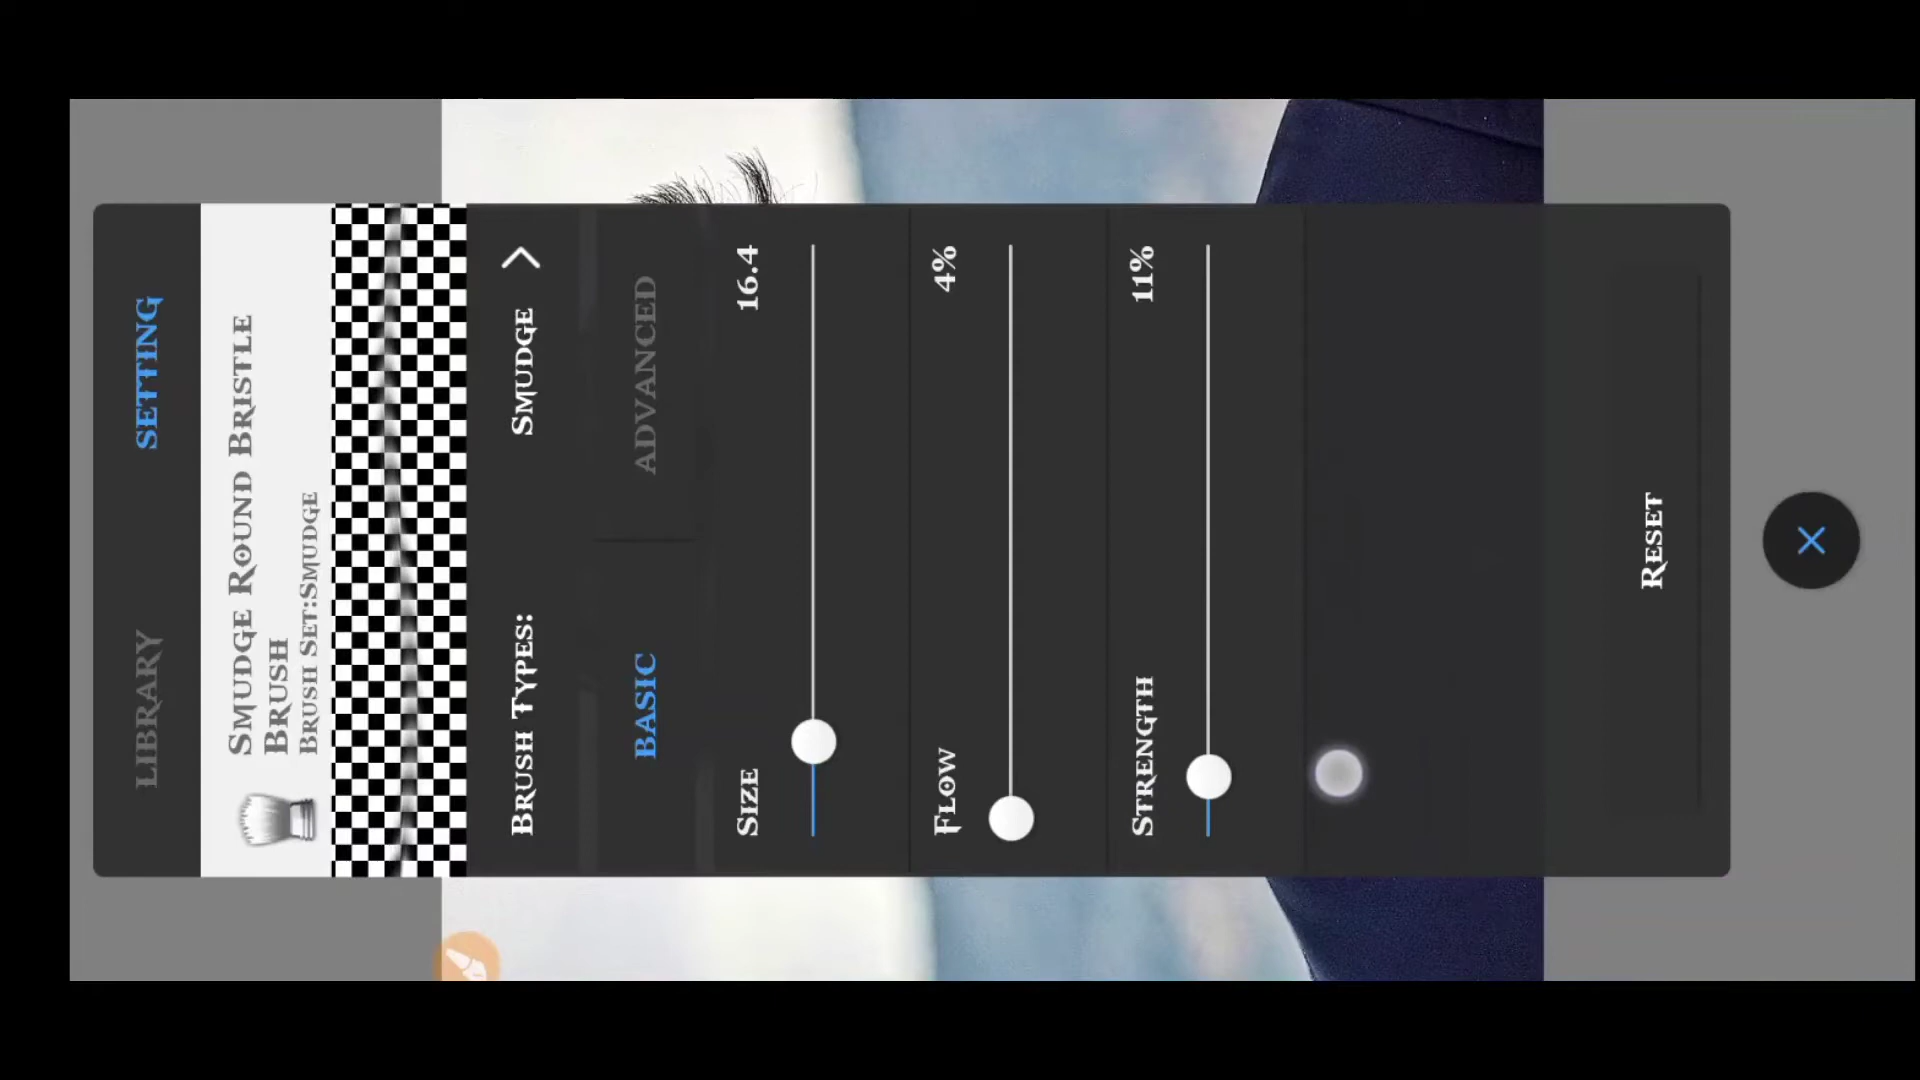 LIBRARY SETTING
SMUDGE ROUND BRISTLE
BRUSH
BRUSH SET:SMUDGE
BRUSH TYPES: SMUDGE
BASIC ADVANCED
SIZE 16.4
FLOW 4%
STRENGTH 11%
RESET